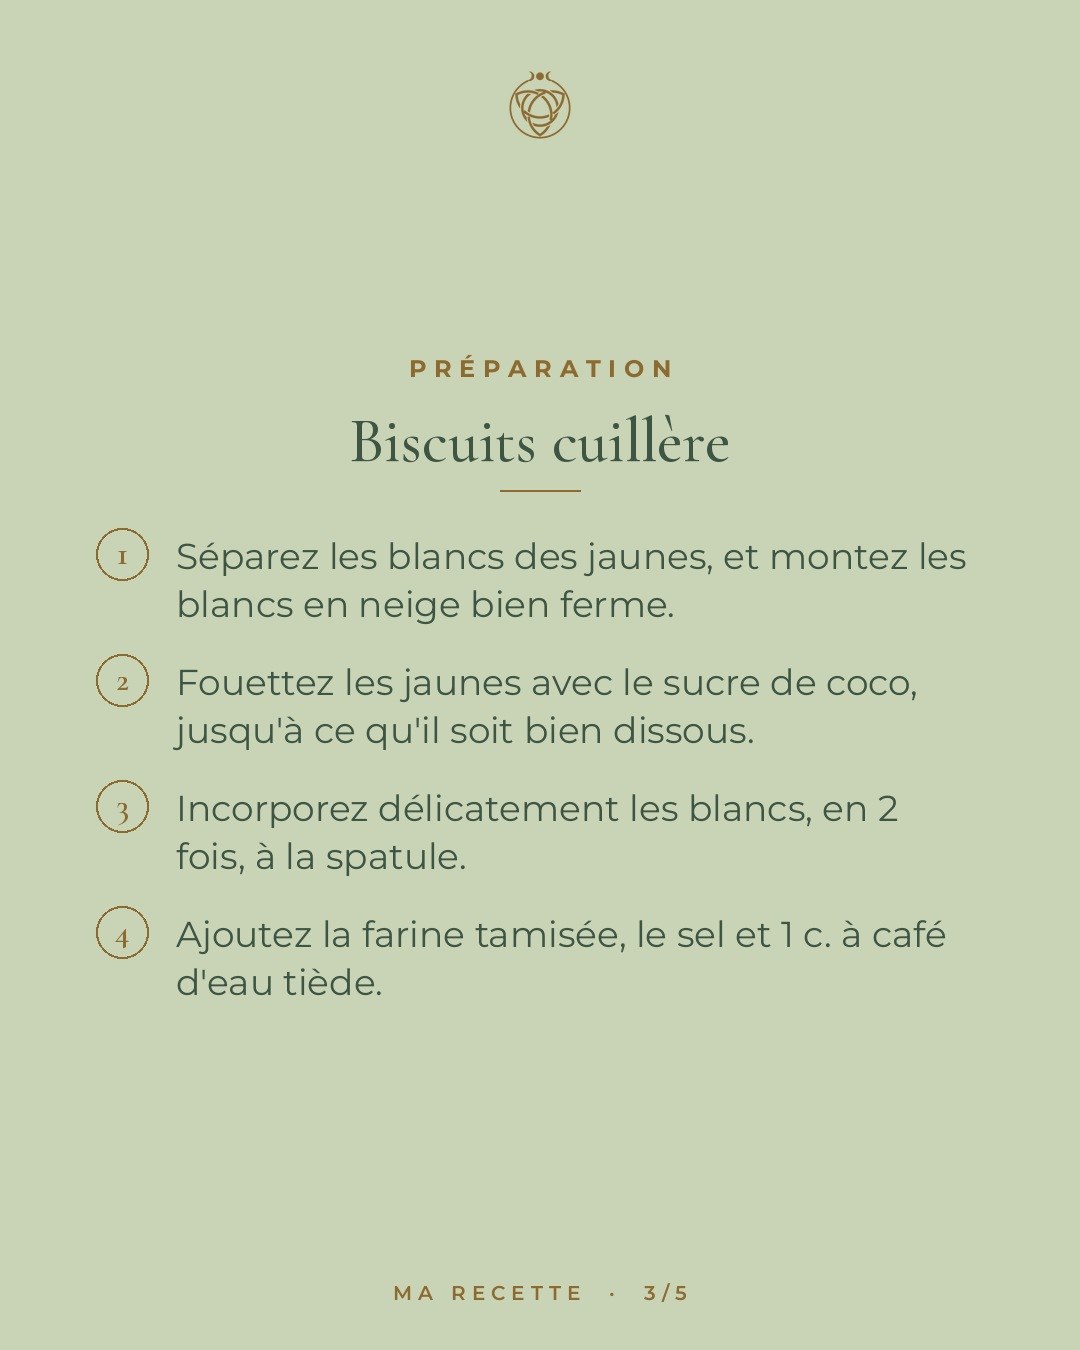 PRÉPARATION
Biscuits cuillère
1 Séparez les blancs des jaunes, et montez les
blancs en neige bien ferme.
2 Fouettez les jaunes avec le sucre de coco,
jusqu'à ce qu'il soit bien dissous.
3 Incorporez délicatement les blancs, en 2
fois, à la spatule.
4 Ajoutez la farine tamisée, le sel et 1 c. à café
d'eau tiède.
MA RECETTE · 3/5